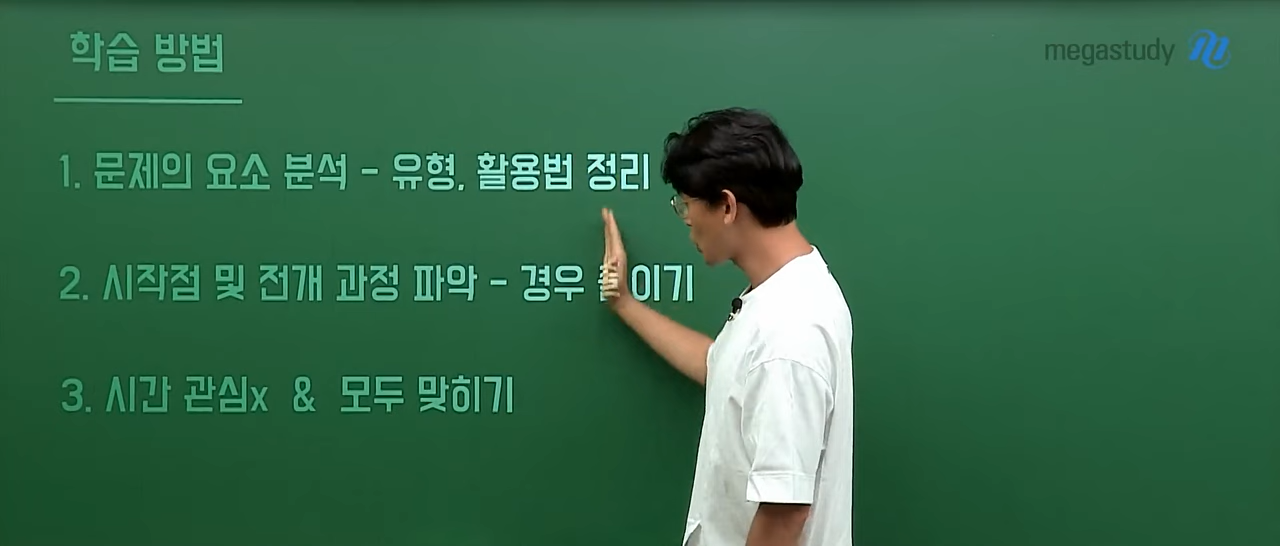 학습 방법
megastudy
1. 문제의 요소 분석 - 유형, 활용법 정리
2. 시작점 및 전개 과정 파악 - 경우
3. 시간 관심x & 모두 맞히기